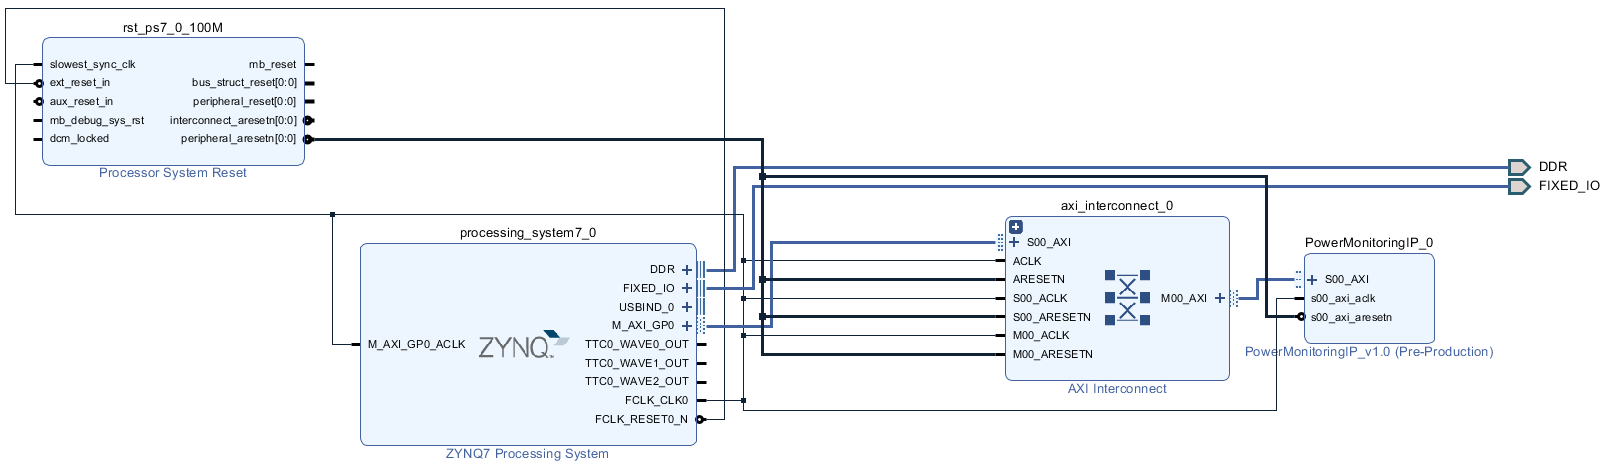 rst_ps7_0_100M
slowest_sync_clk
ext_reset_in
aux_reset_in
mb_debug_sys_rst
dcm_locked
mb_reset
bus_struct_reset[0:0]
peripheral_reset[0:0]
interconnect_aresetn[0:0]
peripheral_aresetn[0:0]
Processor System Reset
processing_system7_0
M_AXI_GP0_ACLK
ZYNQ
DDR
FIXED_IO
USBIND_0
M_AXI_GP0
TTC0_WAVE0_OUT
TTC0_WAVE1_OUT
TTC0_WAVE2_OUT
FCLK_CLK0
FCLK_RESET0_N
ZYNQ7 Processing System
axi_interconnect_0
S00_AXI
ACLK
ARESETN
S00_ACLK
S00_ARESETN
M00_ACLK
M00_ARESETN
M00_AXI
AXI Interconnect
PowerMonitoringIP_0
S00_AXI
s00_axi_aclk
s00_axi_aresetn
PowerMonitoringIP_v1.0 (Pre-Production)
DDR
FIXED_IO